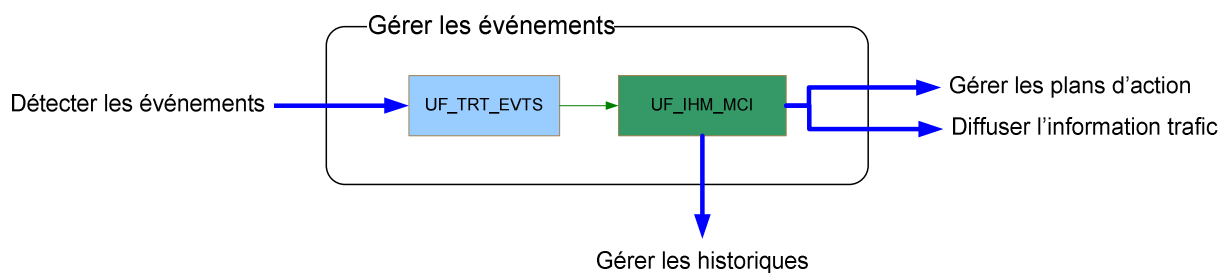 Gérer les événements
Détecter les événements
UF_TRT_EVTS
UF_IHM_MCI
Gérer les plans d’action
Diffuser l’information trafic
Gérer les historiques